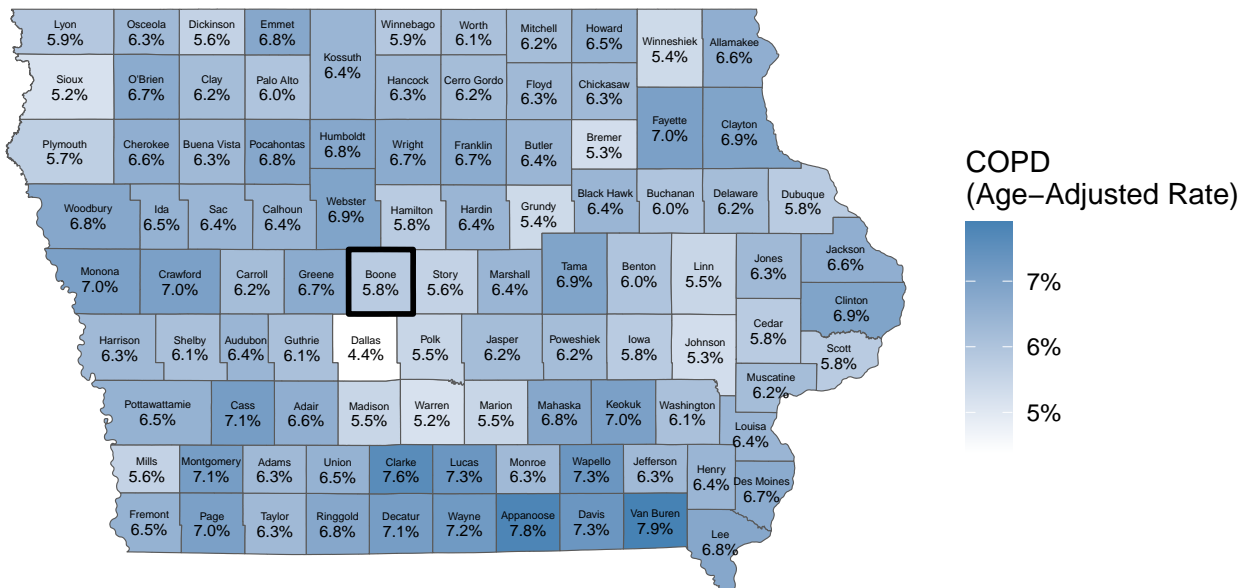 Lyon
5.9%
Osceola
6.3%
Dickinson
5.6%
Emmet
6.8%
Winnebago
5.9%
Worth
6.1%
Mitchell
6.2%
Howard
6.5%
Winneshiek
5.4%
Allamakee
6.6%
Kossuth
6.4%
Sioux
5.2%
O'Brien
6.7%
Clay
6.2%
Palo Alto
6.0%
Hancock
6.3%
Cerro Gordo
6.2%
Floyd
6.3%
Chickasaw
6.3%
Fayette
7.0%
Clayton
6.9%
Plymouth
5.7%
Cherokee
6.6%
Buena Vista
6.3%
Pocahontas
6.8%
Humboldt
6.8%
Wright
6.7%
Franklin
6.7%
Butler
6.4%
Bremer
5.3%
Woodbury
6.8%
Ida
6.5%
Sac
6.4%
Calhoun
6.4%
Webster
6.9%
Hamilton
5.8%
Hardin
6.4%
Grundy
5.4%
Black Hawk
6.4%
Buchanan
6.0%
Delaware
6.2%
Dubuque
5.8%
Monona
7.0%
Crawford
7.0%
Carroll
6.2%
Greene
6.7%
Boone
5.8%
Story
5.6%
Marshall
6.4%
Tama
6.9%
Benton
6.0%
Linn
5.5%
Jones
6.3%
Jackson
6.6%
Clinton
6.9%
Harrison
6.3%
Shelby
6.1%
Audubon
6.4%
Guthrie
6.1%
Dallas
4.4%
Polk
5.5%
Jasper
6.2%
Poweshiek
6.2%
Iowa
5.8%
Johnson
5.3%
Cedar
5.8%
Scott
5.8%
Muscatine
6.2%
Pottawattamie
6.5%
Cass
7.1%
Adair
6.6%
Madison
5.5%
Warren
5.2%
Marion
5.5%
Mahaska
6.8%
Keokuk
7.0%
Washington
6.1%
Louisa
6.4%
Mills
5.6%
Montgomery
7.1%
Adams
6.3%
Union
6.5%
Clarke
7.6%
Lucas
7.3%
Monroe
6.3%
Wapello
7.3%
Jefferson
6.3%
Henry
6.4%
Des Moines
6.7%
Fremont
6.5%
Page
7.0%
Taylor
6.3%
Ringgold
6.8%
Decatur
7.1%
Wayne
7.2%
Appanoose
7.8%
Davis
7.3%
Van Buren
7.9%
Lee
6.8%
COPD
(Age−Adjusted Rate)
7%
6%
5%